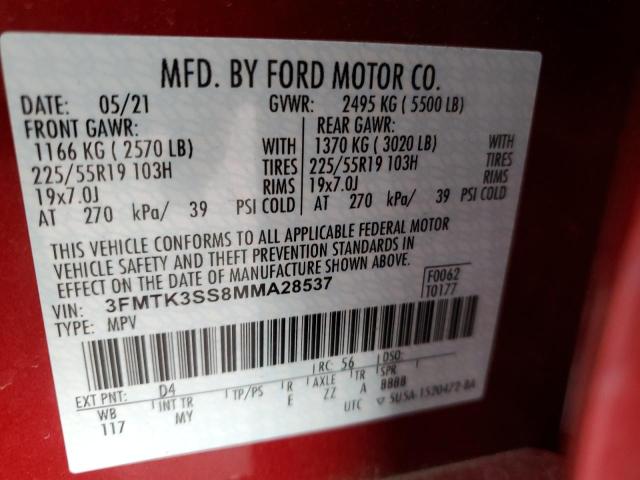 MFD. BY FORD MOTOR CO.
DATE: 05/21 GVWR: 2495 KG ( 5500 LB)
FRONT GAWR: REAR GAWR:
1166 KG ( 2570 LB) WITH 1370 KG ( 3020 LB) WITH
225/55R19 103H TIRES 225/55R19 103H TIRES
19x7.0J RIMS 19x7.0J RIMS
AT 270 kPa/ 39 PSI COLD AT 270 kPa/ 39 PSI COLD
THIS VEHICLE CONFORMS TO ALL APPLICABLE FEDERAL MOTOR
VEHICLE SAFETY AND THEFT PREVENTION STANDARDS IN
EFFECT ON THE DATE OF MANUFACTURE SHOWN ABOVE.
F0062
T0177
VIN: 3FMTK3SS8MMA28537
TYPE: MPV
EXT PNT: D4 RC: 56 DSO:
WB INT TR TP/PS R AXLE TR SPR
117 MY E ZZ A 8888
UTC